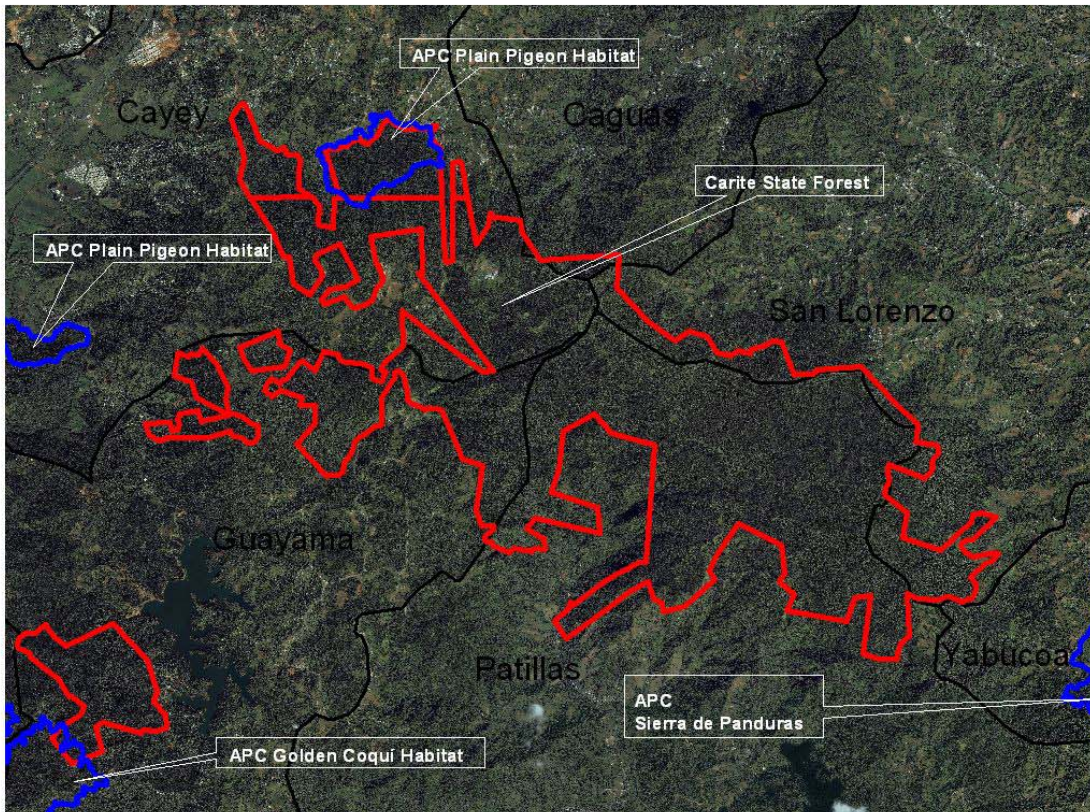 APC Plain Pigeon Habitat
Cayey
Caguas
Carite State Forest
APC Plain Pigeon Habitat
San Lorenzo
Guayama
Patillas
Yabucoa
APC
Sierra de Panduras
APC Golden Coquí Habitat